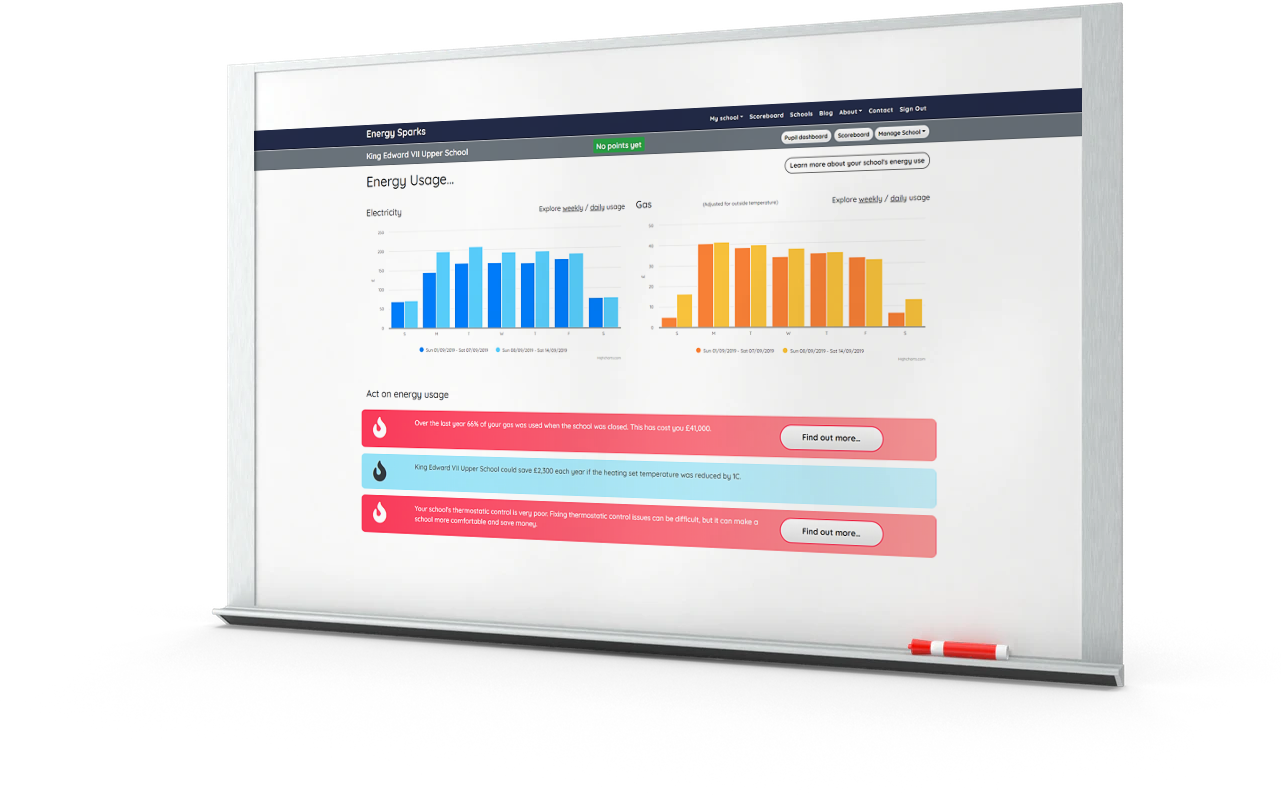 My school Scoreboard Schools Blog About Contact Sign Out
Energy Sparks
Pupil dashboard Scoreboard Manage School
King Edward VII Upper School
No points yet
Learn more about your school's energy use
Energy Usage...
Electricity
Explore weekly / daily usage
250
200
150
100
50
0
£
S M T W T F S
Sun 01/09/2019 - Sat 07/09/2019 Sun 08/09/2019 - Sat 14/09/2019
Highcharts.com
Gas
(Adjusted for outside temperature)
Explore weekly / daily usage
50
40
30
20
10
0
£
S M T W T F S
Sun 01/09/2019 - Sat 07/09/2019 Sun 08/09/2019 - Sat 14/09/2019
Highcharts.com
Act on energy usage
Over the last year 66% of your gas was used when the school was closed. This has cost you £41,000.
Find out more...
King Edward VII Upper School could save £2,300 each year if the heating set temperature was reduced by 1C.
Your school's thermostatic control is very poor. Fixing thermostatic control issues can be difficult, but it can make a
school more comfortable and save money.
Find out more...